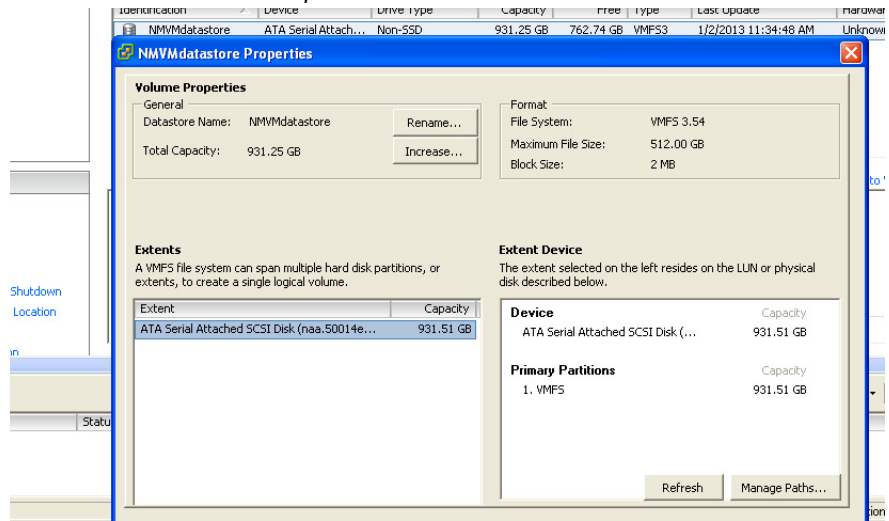 Identification Device Drive Type Capacity Free Type Last Update Hardwar
NMVMdatastore ATA Serial Attach... Non-SSD 931.25 GB 762.74 GB VMFS3 1/2/2013 11:34:48 AM Unknow
NMVMdatastore Properties
Volume Properties
General
Datastore Name: NMVMdatastore Rename...
Total Capacity: 931.25 GB Increase...
Format
File System: VMFS 3.54
Maximum File Size: 512.00 GB
Block Size: 2 MB
to
Extents
A VMFS file system can span multiple hard disk partitions, or
extents, to create a single logical volume.
Extent Capacity
ATA Serial Attached SCSI Disk (naa.50014e... 931.51 GB
Extent Device
The extent selected on the left resides on the LUN or physical
disk described below.
Device Capacity
ATA Serial Attached SCSI Disk (... 931.51 GB
Primary Partitions Capacity
1. VMFS 931.51 GB
Refresh Manage Paths...
Shutdown
Location
Statu